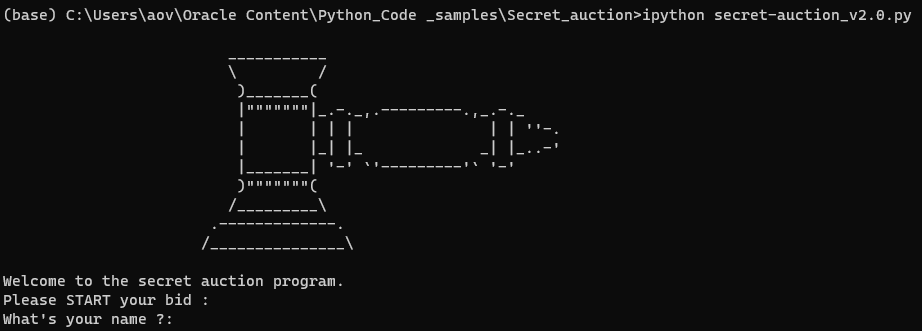 (base) C:\Users\aov\Oracle Content\Python_Code _samples\Secret_auction>ipython secret-auction_v2.0.py
Welcome to the secret auction program.
Please START your bid :
What's your name ?: